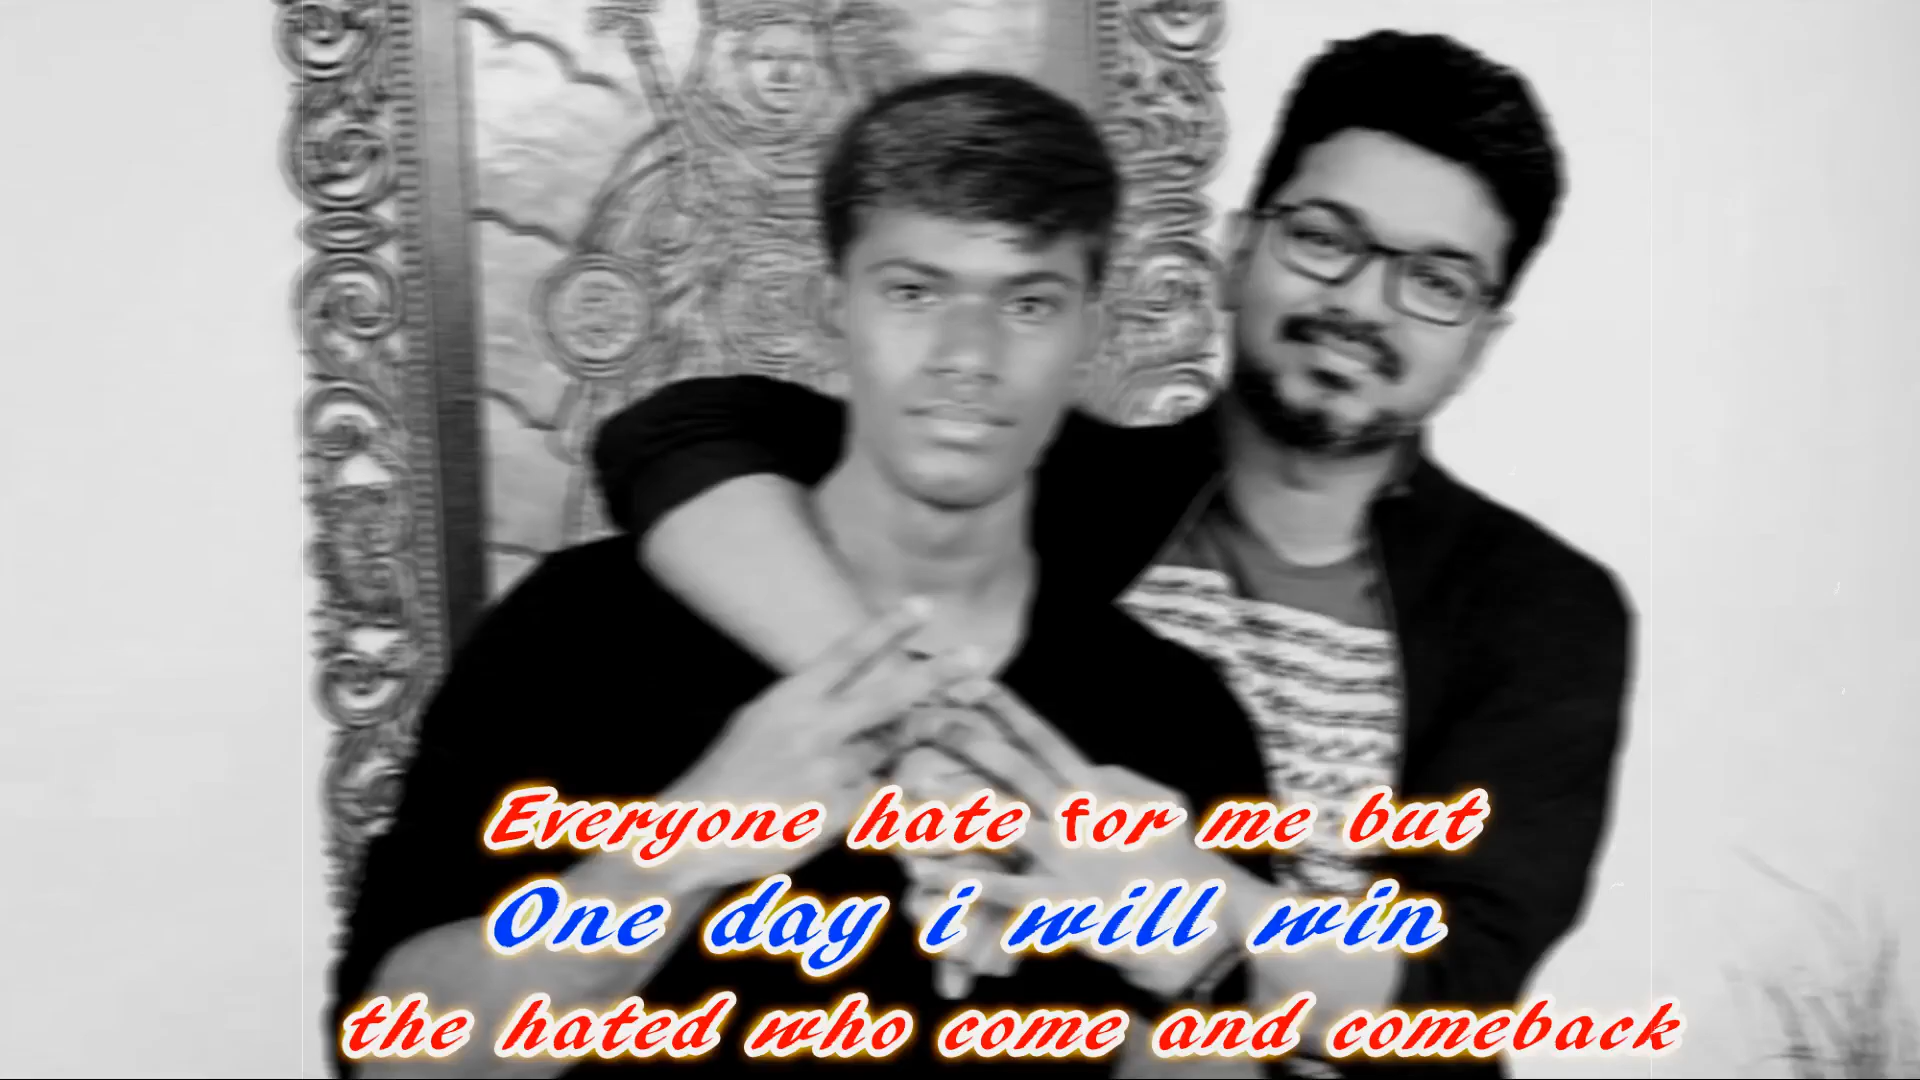 Everyone hate for me but
One day i will win
the hated who come and comeback